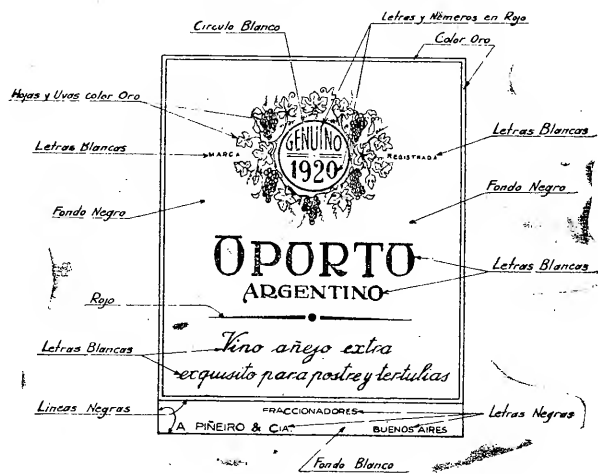 Circulo Blanco
Letras y Números en Rojo
Color Oro
Hojas y Uvas color Oro
Letras Blancas
MARCA
GENUINO
1920
REGISTRADA
Letras Blancas
Fondo Negro
Fondo Negro
OPORTO
ARGENTINO
Letras Blancas
Rojo
Vino añejo extra
exquisito para postre y tertulias
Letras Blancas
Lineas Negras
FRACCIONADORES
A PIÑEIRO & CIA.
BUENOS AIRES
Letras Negras
Fondo Blanco